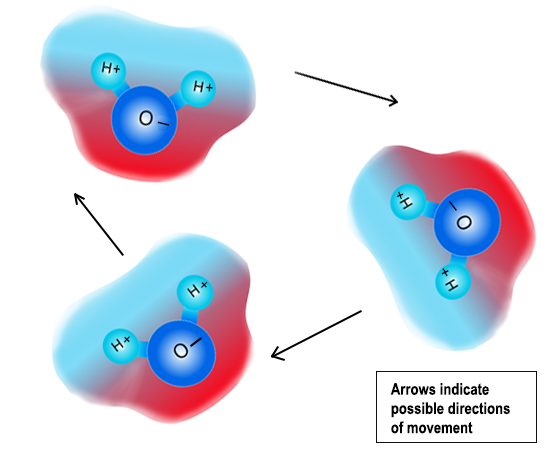 H+
H+
O –
H+
O –
H+
H+
H+
O –
Arrows indicate
possible directions
of movement